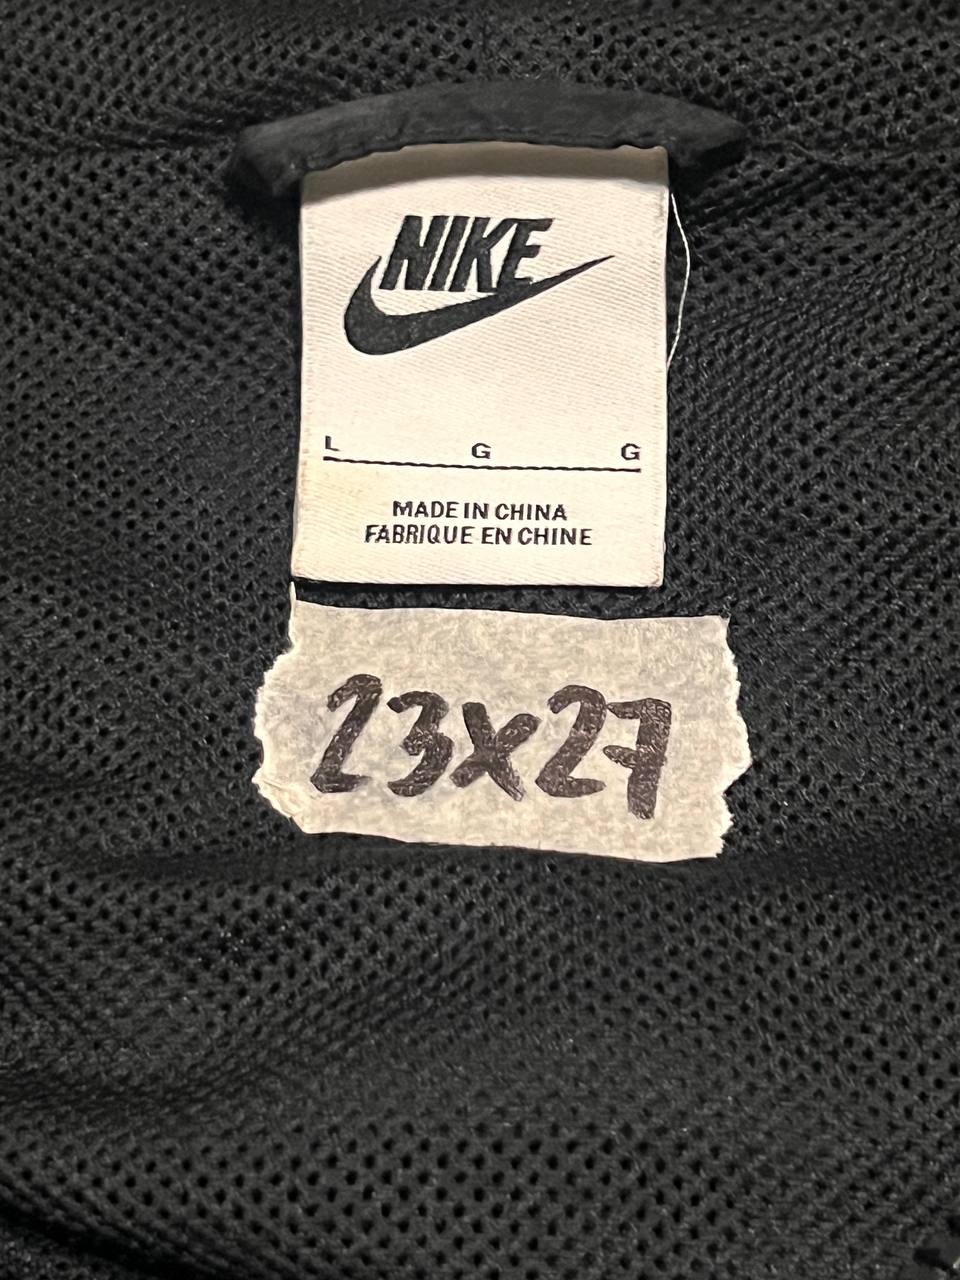 NIKE
L G G
MADE IN CHINA
FABRIQUE EN CHINE
23x27